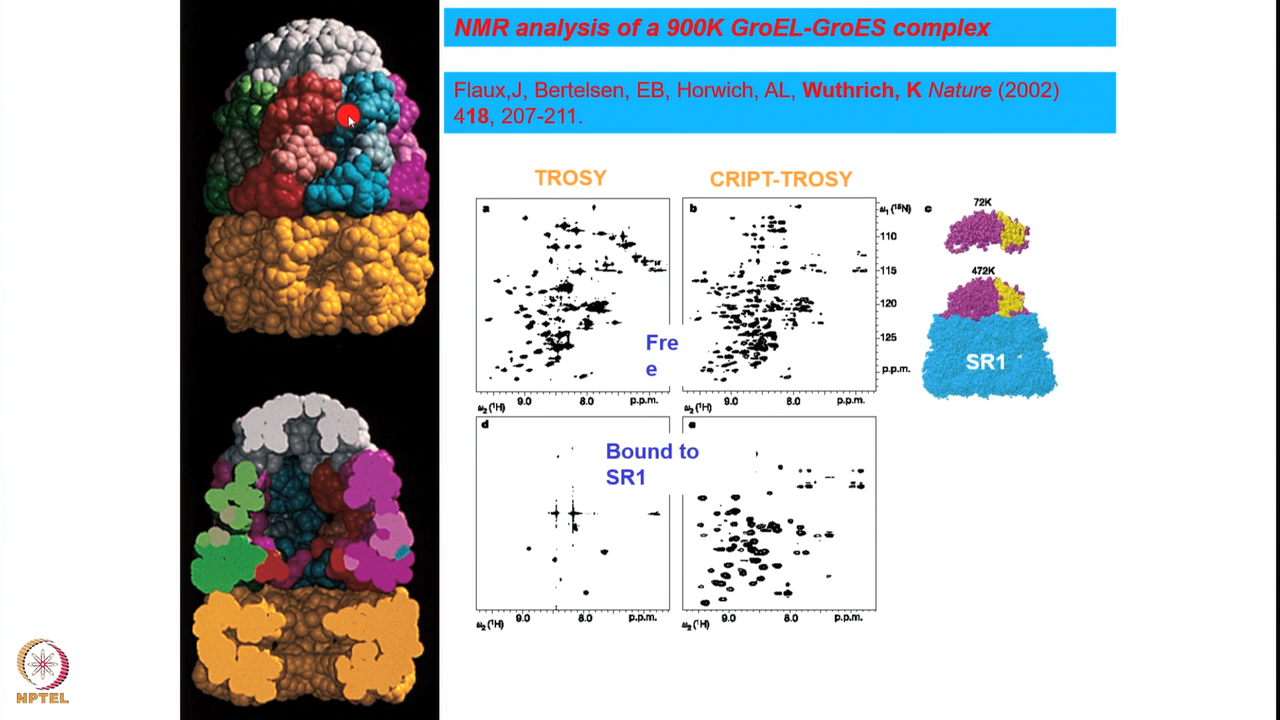 NMR analysis of a 900K GroEL-GroES complex
Flaux,J, Bertelsen, EB, Horwich, AL, Wuthrich, K Nature (2002)
418, 207-211.
TROSY
CRIPT-TROSY
a
b
ω₁ (¹⁵N)
c
72K
110
115
472K
120
Fre
e
125
SR1
p.p.m.
9.0
8.0
p.p.m.
9.0
8.0
p.p.m.
ω₂ (¹H)
ω₂ (¹H)
d
e
Bound to
SR1
9.0
8.0
p.p.m.
9.0
8.0
p.p.m.
ω₂ (¹H)
ω₂ (¹H)
NPTEL